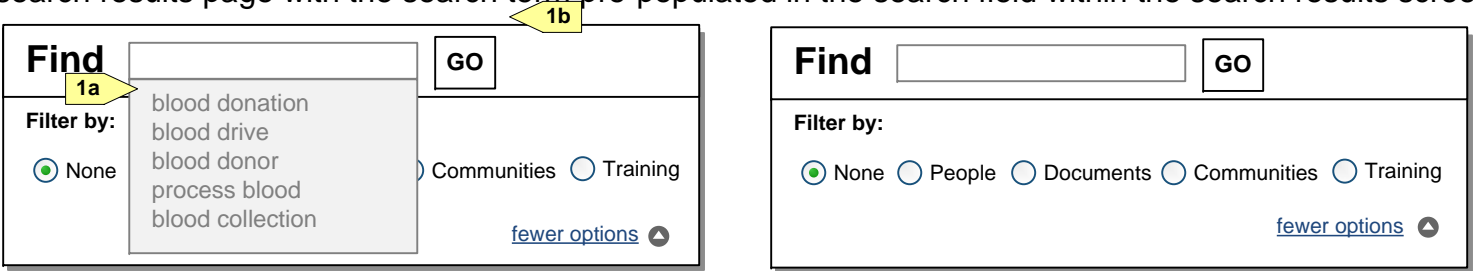 search results page with the search term pre-populated in the search field within the search results
1b
Find GO
1a
blood donation
blood drive
blood donor
process blood
blood collection
Filter by:
None Communities Training
fewer options
Find GO
Filter by:
None People Documents Communities Training
fewer options